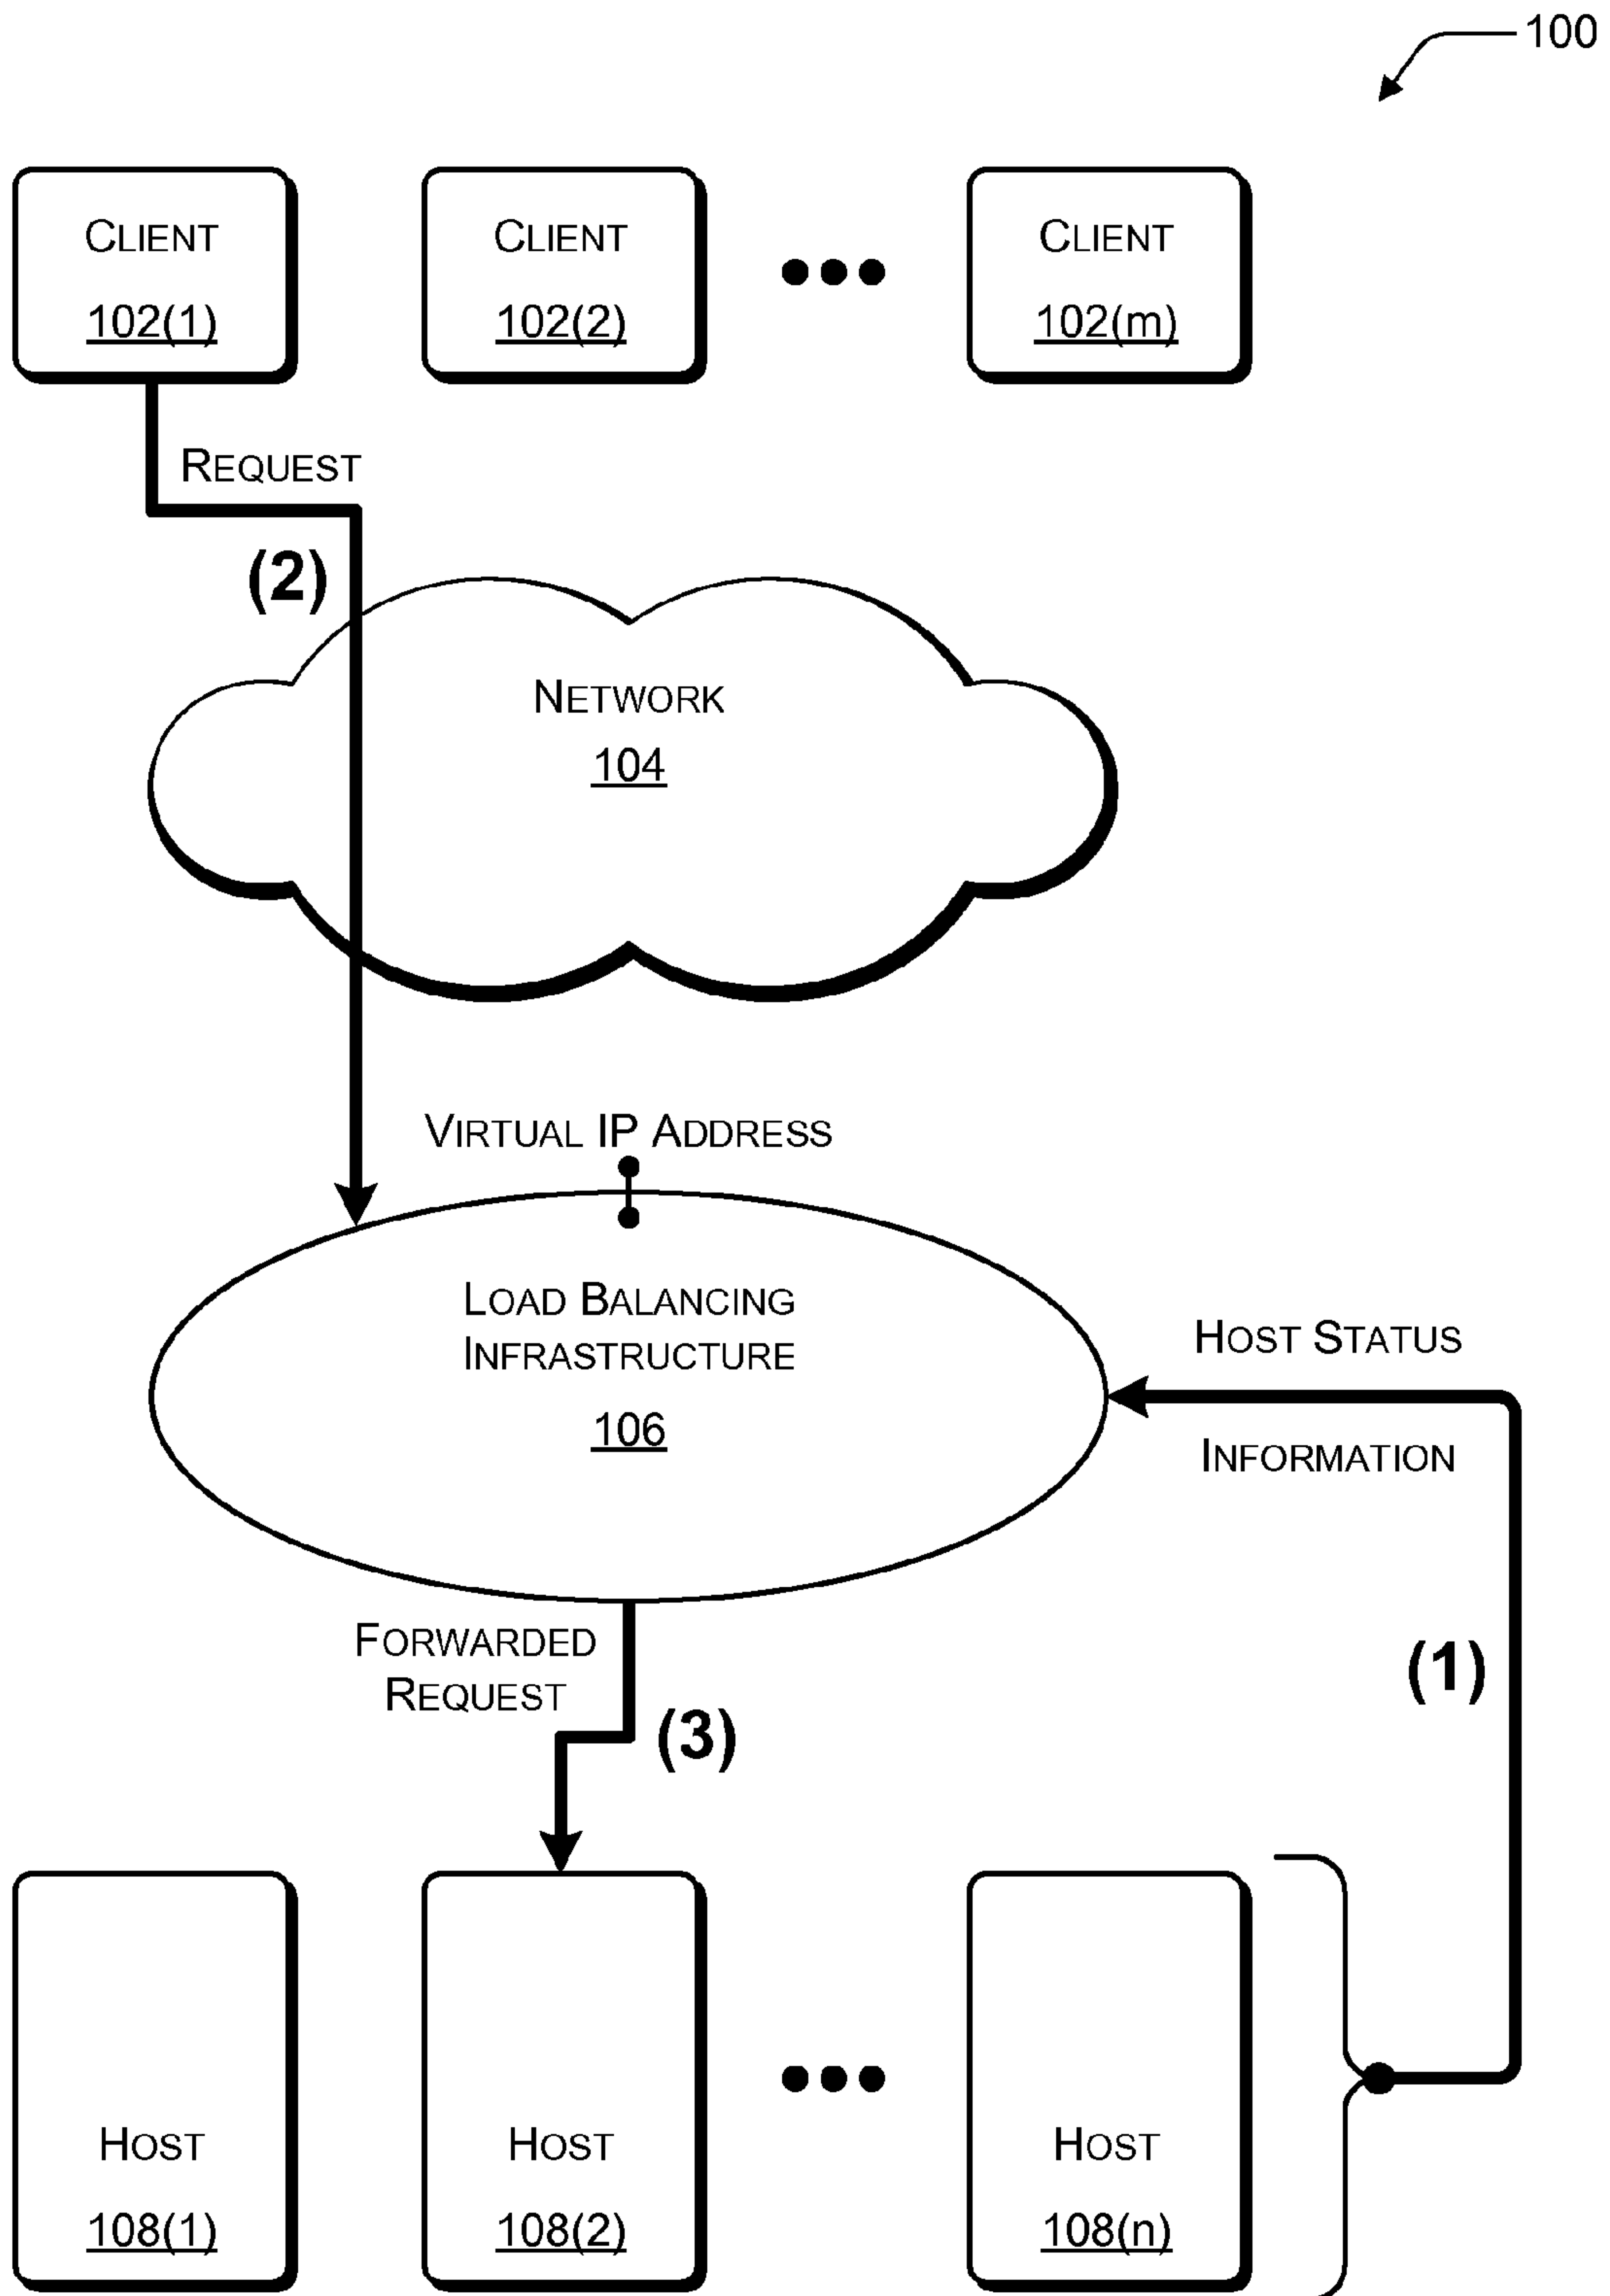 100
CLIENT
102(1)
CLIENT
102(2)
CLIENT
102(m)
REQUEST
(2)
NETWORK
104
VIRTUAL IP ADDRESS
LOAD BALANCING
INFRASTRUCTURE
106
HOST STATUS
INFORMATION
(1)
FORWARDED
REQUEST
(3)
HOST
108(1)
HOST
108(2)
HOST
108(n)